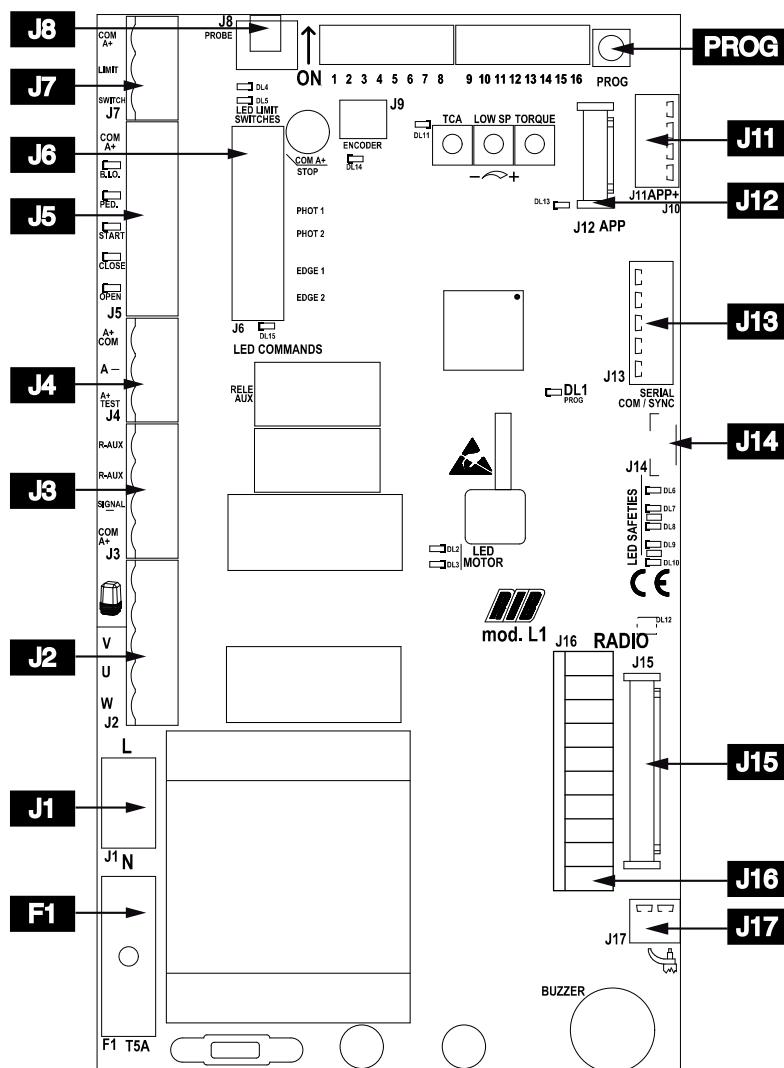 J8
J7
J6
J5
J4
J3
J2
J1
F1
COM
A+
LIMIT
SWITCH
J7
COM
A+
B.I.O.
PED.
START
CLOSE
OPEN
J5
A+
COM
A –
A+
TEST
J4
R-AUX
R-AUX
SIGNAL
COM
A+
J3
V
U
W
J2
L
J1
N
F1 T5A
J8
PROBE
ON
1 2 3 4 5 6 7 8 9 10 11 12 13 14 15 16
PROG
DL4
DL5
LED LIMIT
SWITCHES
J9
ENCODER
DL14
COM A+
STOP
PHOT 1
PHOT 2
EDGE 1
EDGE 2
J6
DL15
LED COMMANDS
RELE
AUX
DL11
TCA LOW SP TORQUE
– +
DL13
J12 APP
J11 APP+
J10
J13
SERIAL
COM / SYNC
DL1
PROG
J14
LED SAFETIES
DL6
DL7
DL8
DL9
DL10
CE
DL2
DL3
LED
MOTOR
mod. L1
RADIO
DL12
J16
J15
J17
BUZZER
PROG
J11
J12
J13
J14
J15
J16
J17